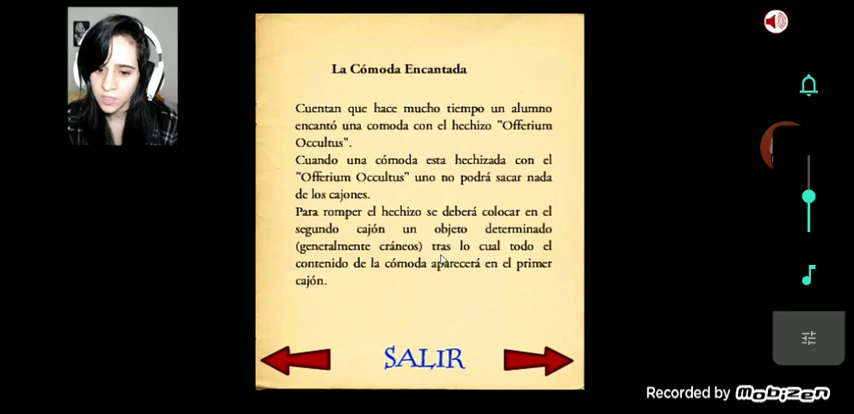 La Cómoda Encantada
Cuentan que hace mucho tiempo un alumno
encantó una comoda con el hechizo "Offerium
Occultus".
Cuando una cómoda esta hechizada con el
"Offerium Occultus" uno no podrá sacar nada
de los cajones.
Para romper el hechizo se deberá colocar en el
segundo cajón un objeto determinado
(generalmente cráneos) tras lo cual todo el
contenido de la cómoda aparecerá en el primer
cajón.
SALIR
Recorded by Mobizen